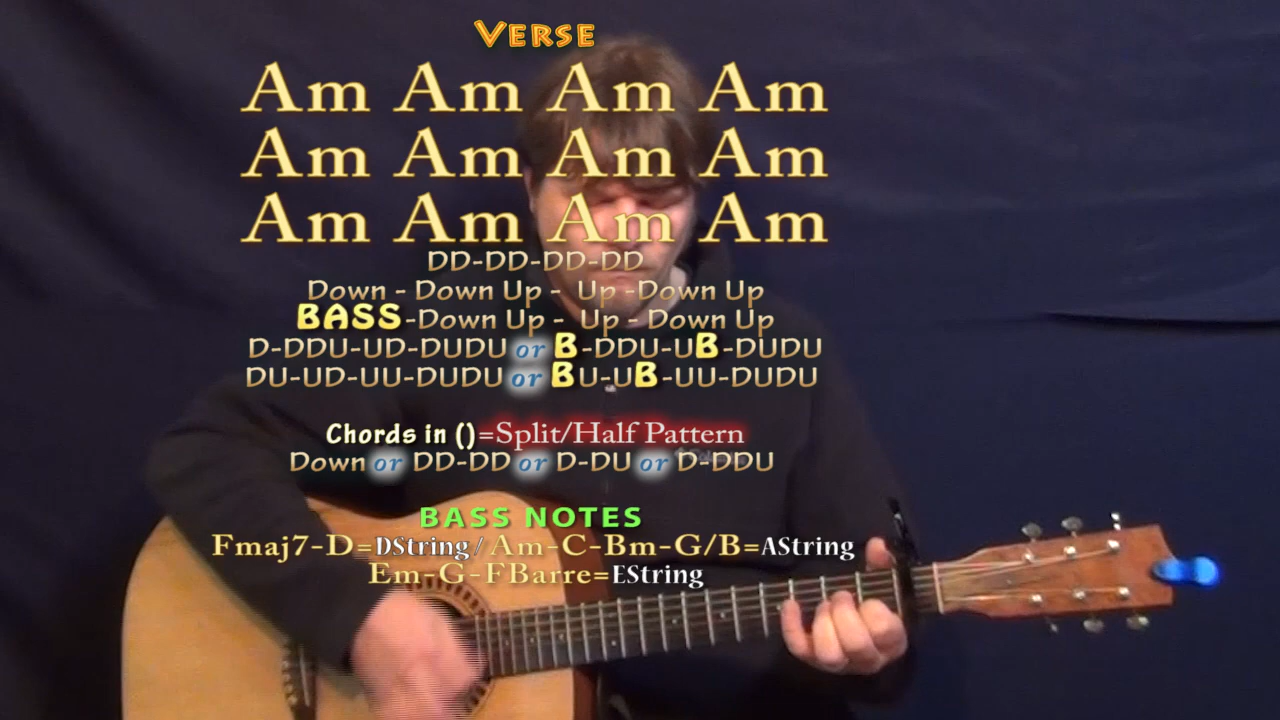 VERSE
Am Am Am Am
Am Am Am Am
Am Am Am Am
DD-DD-DD-DD
Down - Down Up - Up -Down Up
BASS-Down Up - Up - Down Up
D-DDU-UD-DUDU or B-DDU-UB-DUDU
DU-UD-UU-DUDU or BU-UB-UU-DUDU
Chords in ()=Split/Half Pattern
Down or DD-DD or D-DU or D-DDU
BASS NOTES
Fmaj7-D=DString/Am-C-Bm-G/B=AString
Em-G-FBarre=EString